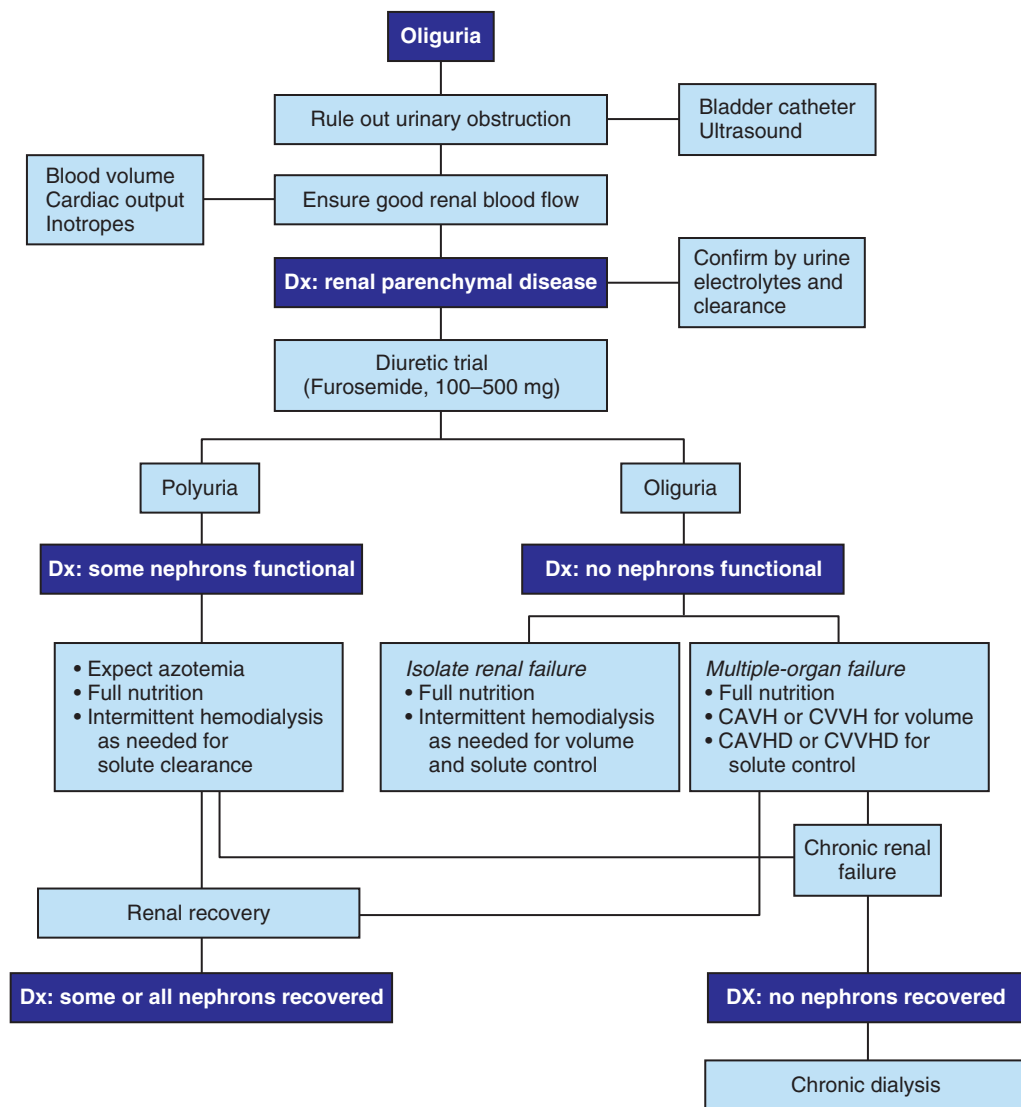 Oliguria
Rule out urinary obstruction
Bladder catheter
Ultrasound
Blood volume
Cardiac output
Inotropes
Ensure good renal blood flow
Dx: renal parenchymal disease
Confirm by urine
electrolytes and
clearance
Diuretic trial
(Furosemide, 100–500 mg)
Polyuria
Oliguria
Dx: some nephrons functional
Dx: no nephrons functional
• Expect azotemia
• Full nutrition
• Intermittent hemodialysis
as needed for
solute clearance
Isolate renal failure
• Full nutrition
• Intermittent hemodialysis
as needed for volume
and solute control
Multiple-organ failure
• Full nutrition
• CAVH or CVVH for volume
• CAVHD or CVVHD for
solute control
Chronic renal
failure
Renal recovery
Dx: some or all nephrons recovered
DX: no nephrons recovered
Chronic dialysis